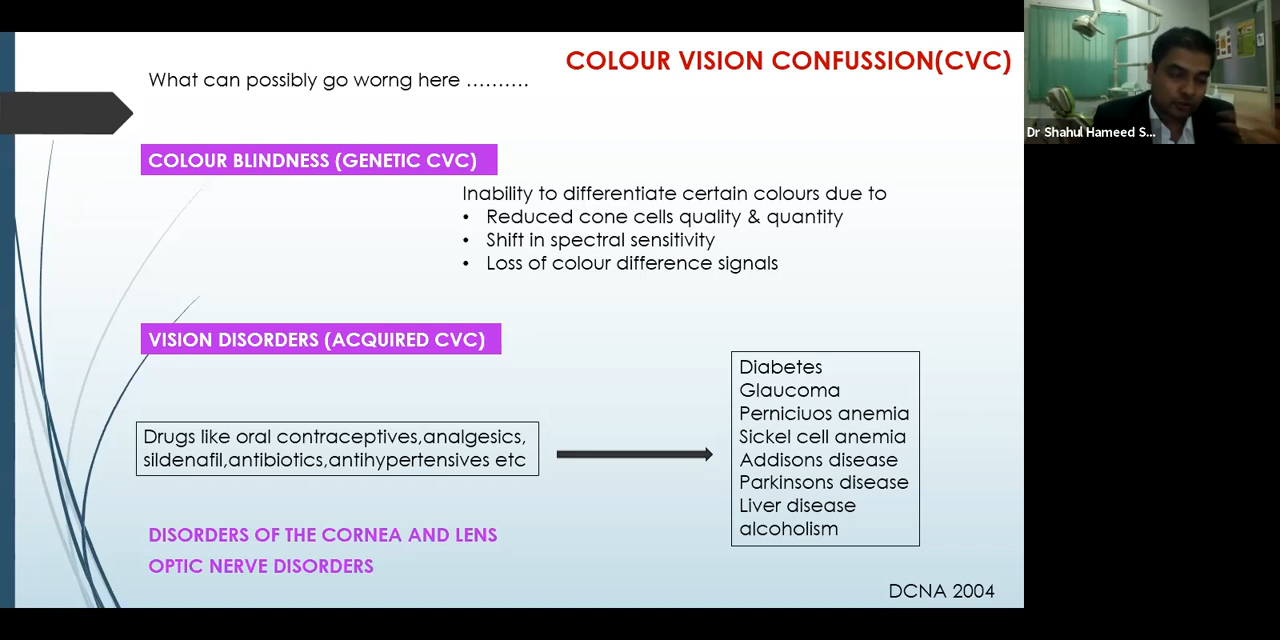 COLOUR VISION CONFUSSION(CVC)
What can possibly go worng here ..........
COLOUR BLINDNESS (GENETIC CVC)
Inability to differentiate certain colours due to
• Reduced cone cells quality & quantity
• Shift in spectral sensitivity
• Loss of colour difference signals
VISION DISORDERS (ACQUIRED CVC)
Drugs like oral contraceptives,analgesics,
sildenafil,antibiotics,antihypertensives etc
Diabetes
Glaucoma
Perniciuos anemia
Sickel cell anemia
Addisons disease
Parkinsons disease
Liver disease
alcoholism
DISORDERS OF THE CORNEA AND LENS
OPTIC NERVE DISORDERS
DCNA 2004
Dr Shahul Hameed S...